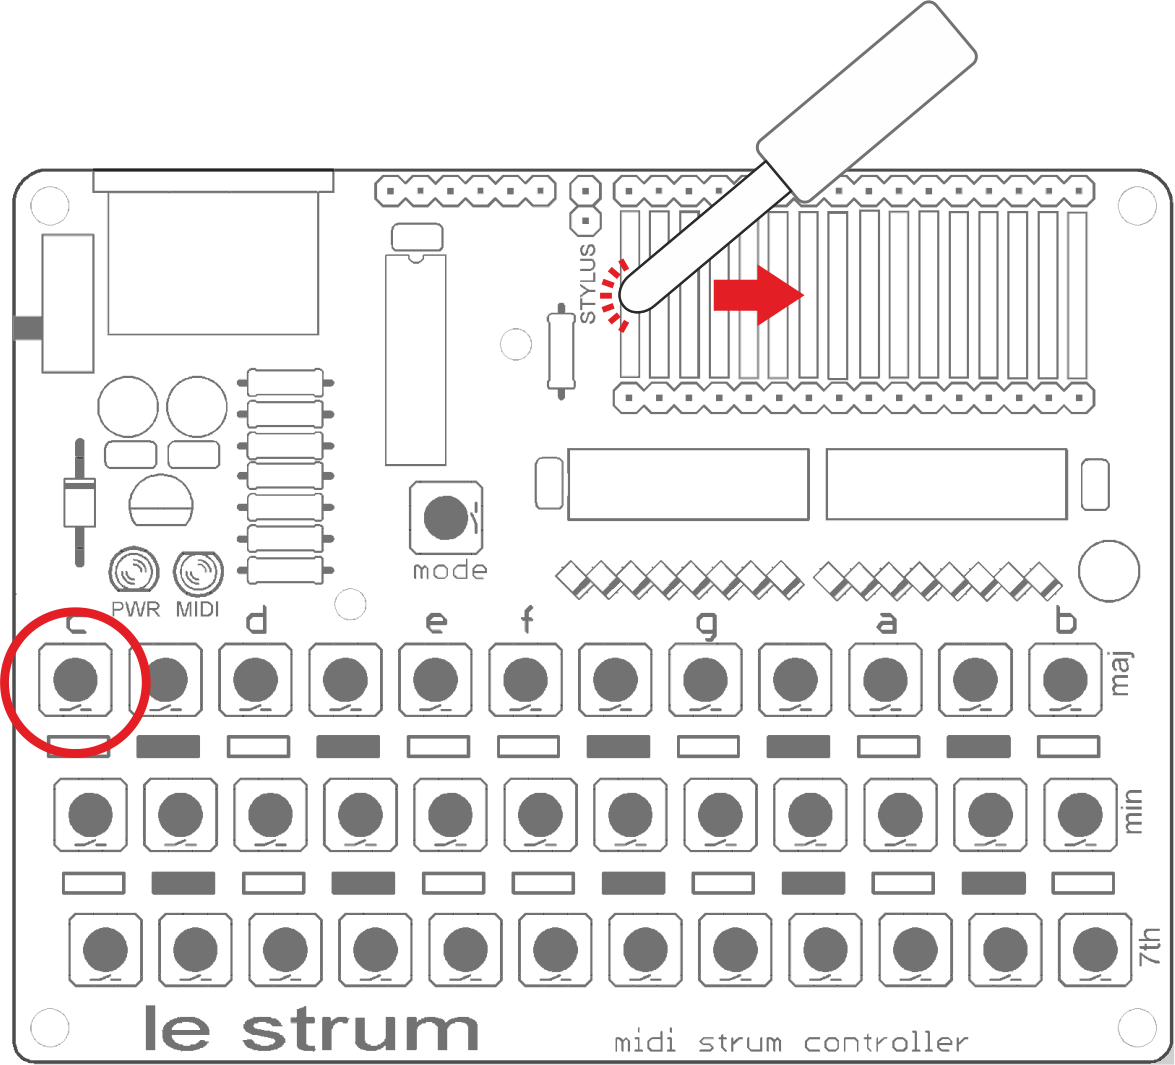 STYLUS
mode
PWR MIDI
c d e f g a b
maj
min
7th
le strum
midi strum controller